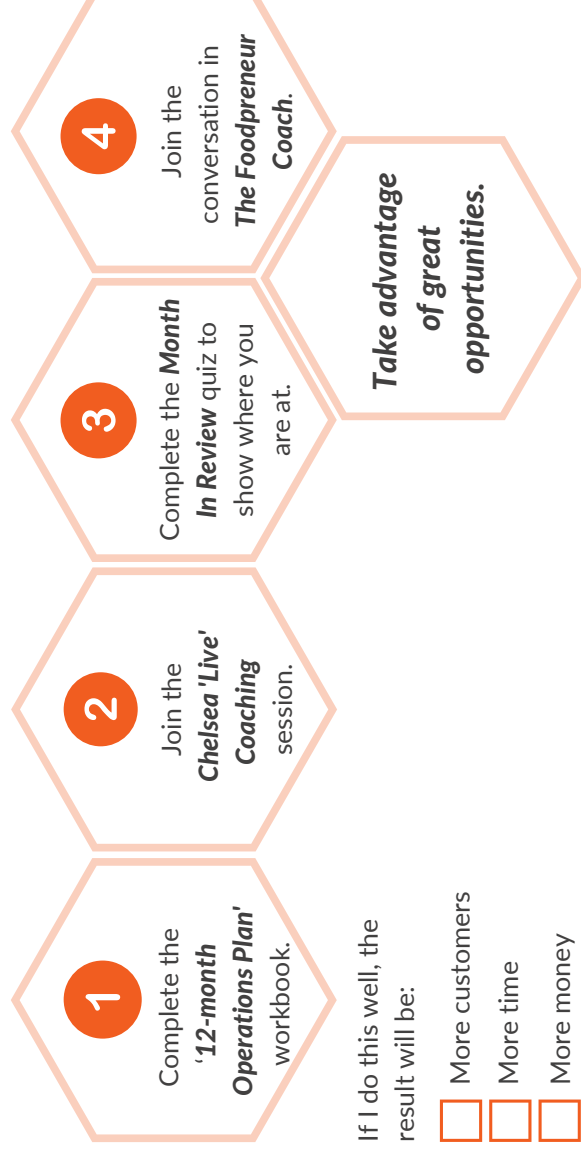 1
Complete the
‘12-month
Operations Plan'
workbook.
2
Join the
Chelsea 'Live'
Coaching
session.
3
Complete the Month
In Review quiz to
show where you
are at.
4
Join the
conversation in
The Foodpreneur
Coach.
Take advantage
of great
opportunities.
If I do this well, the
result will be:
More customers
More time
More money